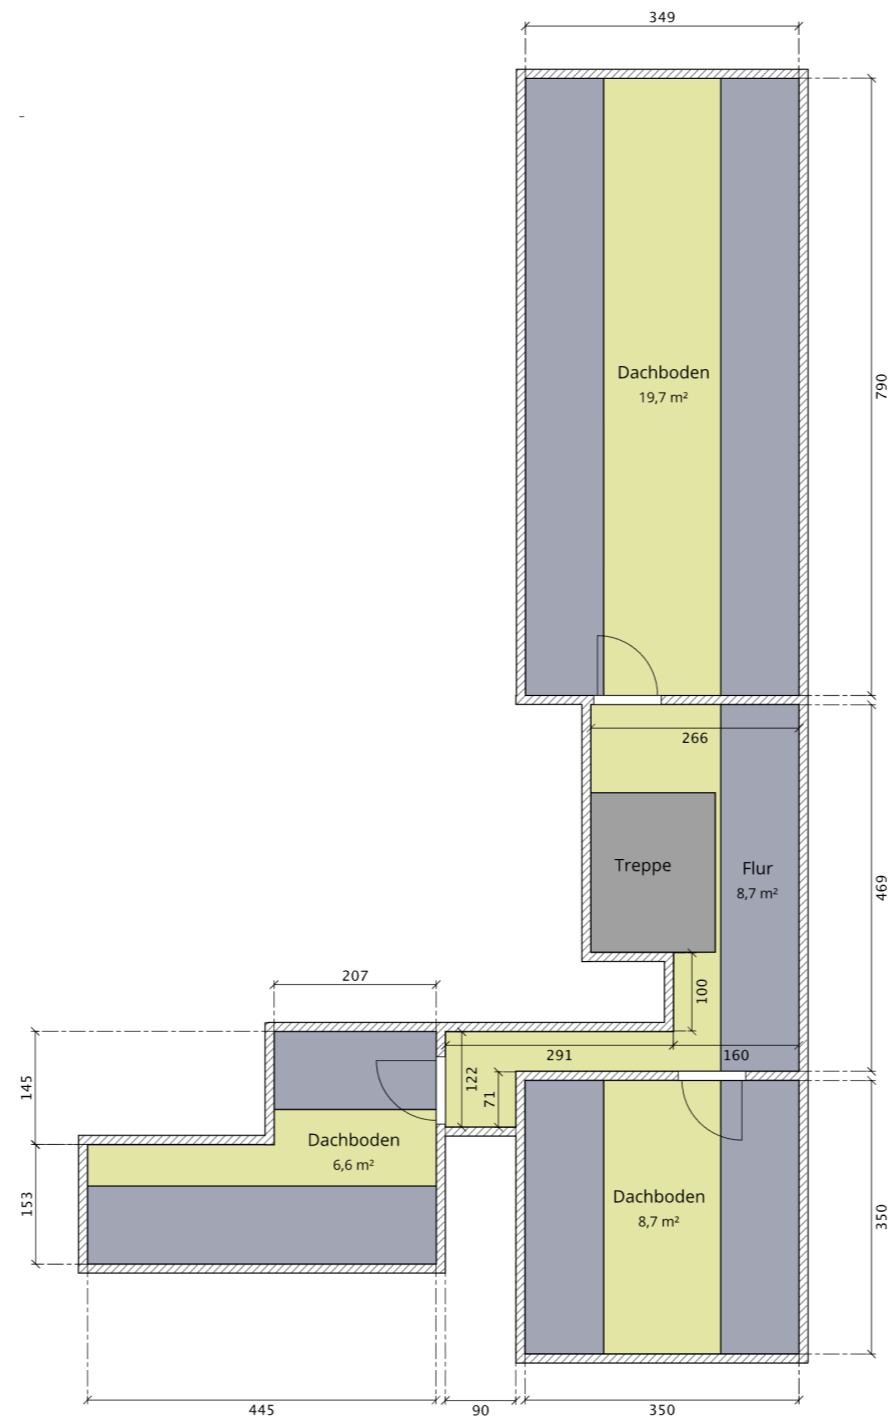 349
Dachboden
19,7 m²
790
266
Treppe
Flur
8,7 m²
469
100
207
291
160
145
122
71
Dachboden
6,6 m²
153
Dachboden
8,7 m²
350
445
90
350